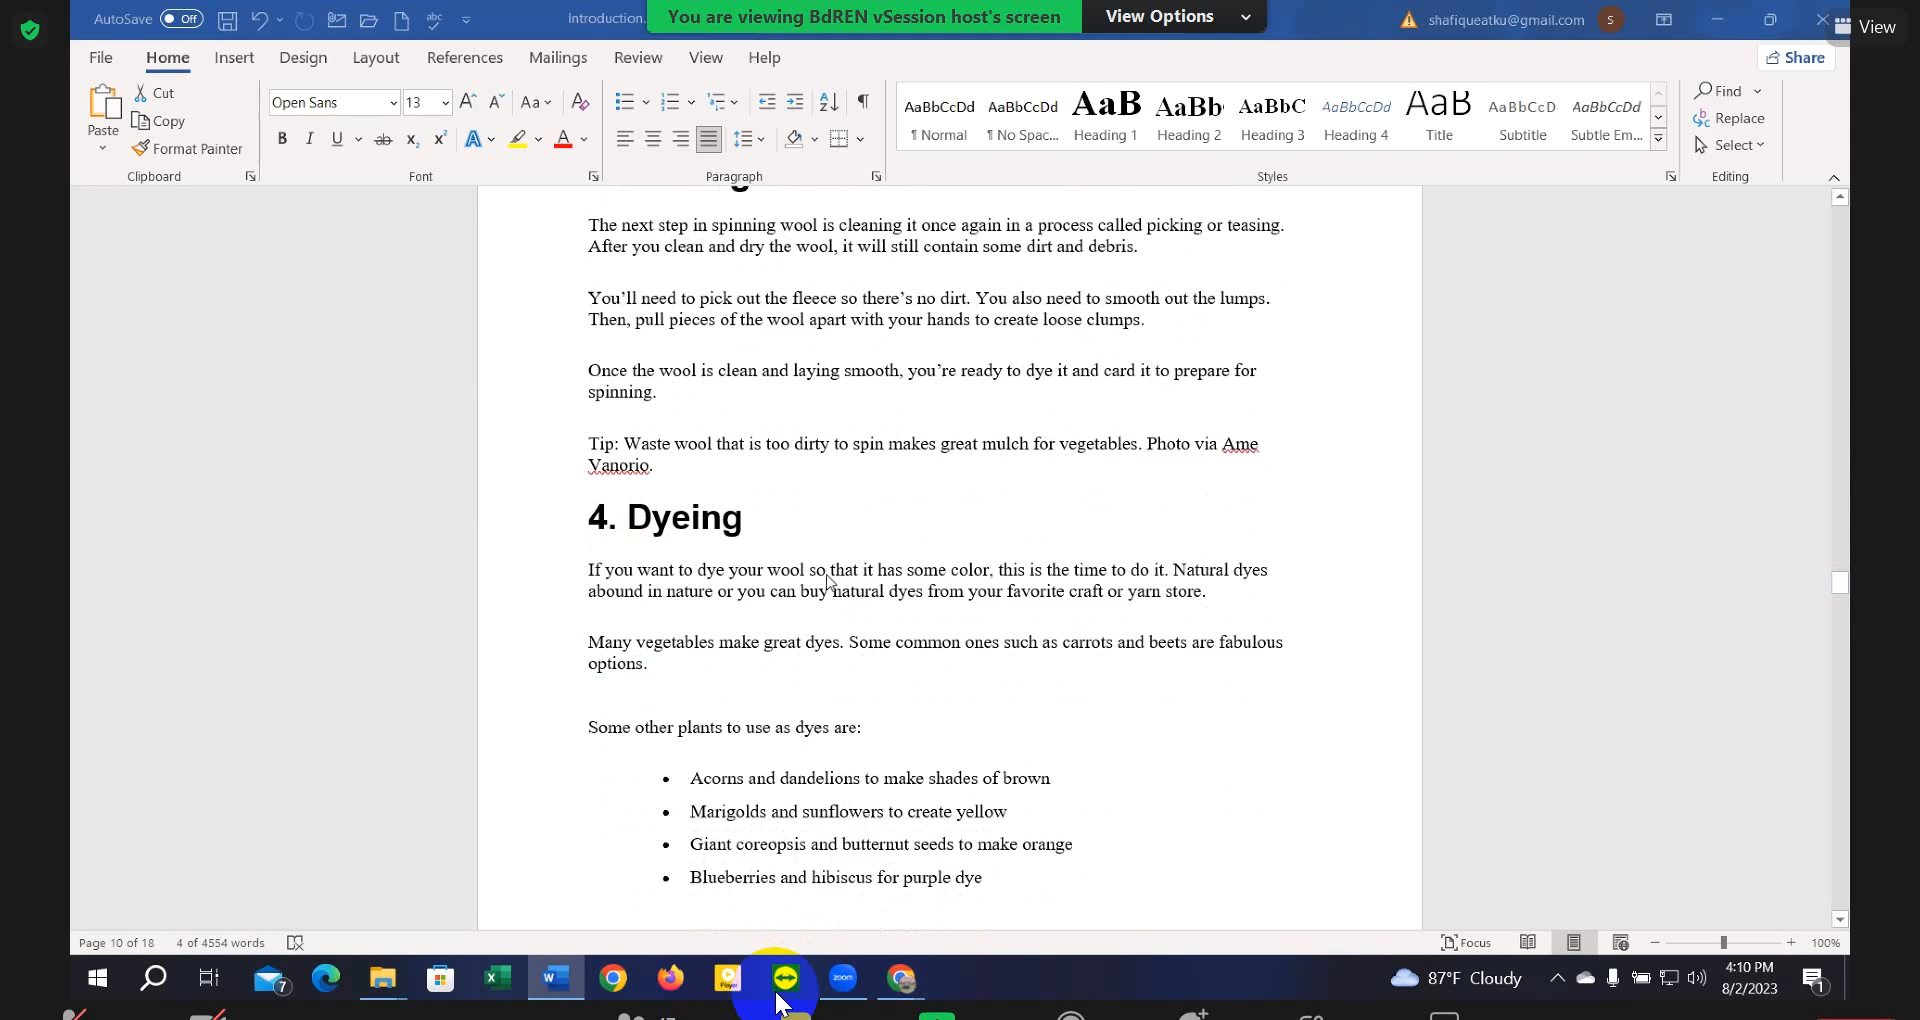 AutoSave Off Introduction. You are viewing BdREN vSession host's screen View Options shafiqueatku@gmail.com S View
File Home Insert Design Layout References Mailings Review View Help Share
Paste Cut Copy Format Painter Clipboard
Open Sans 13 Aa Font
Paragraph
AaBbCcDd AaBbCcDd AaB AaBb AaBbC AaBbCcDd AaB AaBbCcD AaBbCcDd
¶ Normal ¶ No Spac... Heading 1 Heading 2 Heading 3 Heading 4 Title Subtitle Subtle Em...
Styles
Find Replace Select Editing
The next step in spinning wool is cleaning it once again in a process called picking or teasing.
After you clean and dry the wool, it will still contain some dirt and debris.
You’ll need to pick out the fleece so there’s no dirt. You also need to smooth out the lumps.
Then, pull pieces of the wool apart with your hands to create loose clumps.
Once the wool is clean and laying smooth, you’re ready to dye it and card it to prepare for
spinning.
Tip: Waste wool that is too dirty to spin makes great mulch for vegetables. Photo via Ame
Vanorio.
4. Dyeing
If you want to dye your wool so that it has some color, this is the time to do it. Natural dyes
abound in nature or you can buy natural dyes from your favorite craft or yarn store.
Many vegetables make great dyes. Some common ones such as carrots and beets are fabulous
options.
Some other plants to use as dyes are:
• Acorns and dandelions to make shades of brown
• Marigolds and sunflowers to create yellow
• Giant coreopsis and butternut seeds to make orange
• Blueberries and hibiscus for purple dye
Page 10 of 18 4 of 4554 words Focus 100%
7 Player zoom 87°F Cloudy 4:10 PM
8/2/2023 1